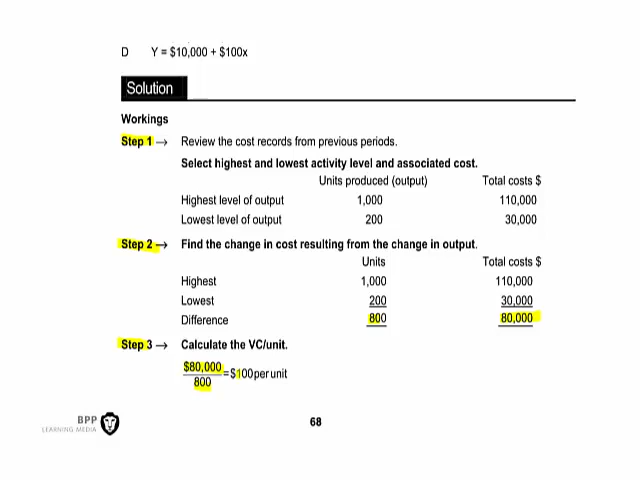 D Y = $10,000 + $100x
Solution
Workings
Step 1 → Review the cost records from previous periods.
Select highest and lowest activity level and associated cost.
Units produced (output) Total costs $
Highest level of output 1,000 110,000
Lowest level of output 200 30,000
Step 2 → Find the change in cost resulting from the change in output.
Units Total costs $
Highest 1,000 110,000
Lowest 200 30,000
Difference 800 80,000
Step 3 → Calculate the VC/unit.
$80,000
800
=$100 per unit
BPP
LEARNING MEDIA
68